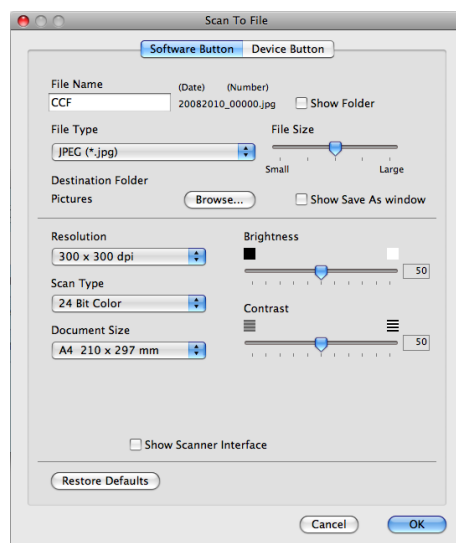 Scan To File
Software Button Device Button
File Name (Date) (Number)
CCF 20082010_00000.jpg Show Folder
File Type File Size
JPEG (*.jpg)
Small Large
Destination Folder
Pictures Browse... Show Save As window
Resolution Brightness
300 x 300 dpi
50
Scan Type
24 Bit Color
Contrast
Document Size
A4 210 x 297 mm 50
Show Scanner Interface
Restore Defaults
Cancel OK